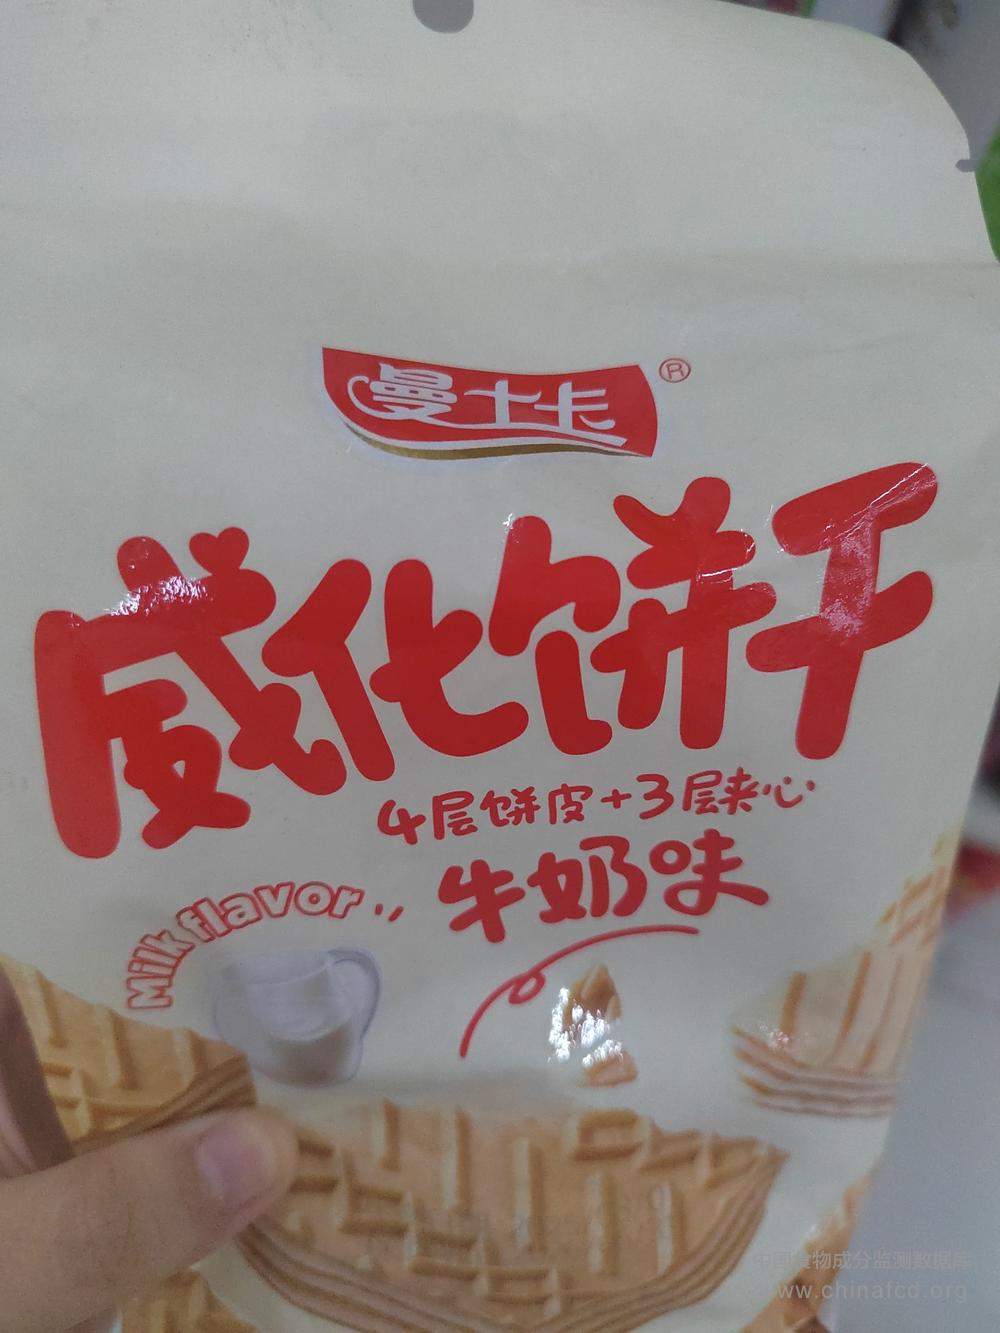 曼士卡®
威化饼干
4层饼皮+3层夹心
牛奶味
Milk flavor
中国食物成分监测数据库
www.chinafcd.org